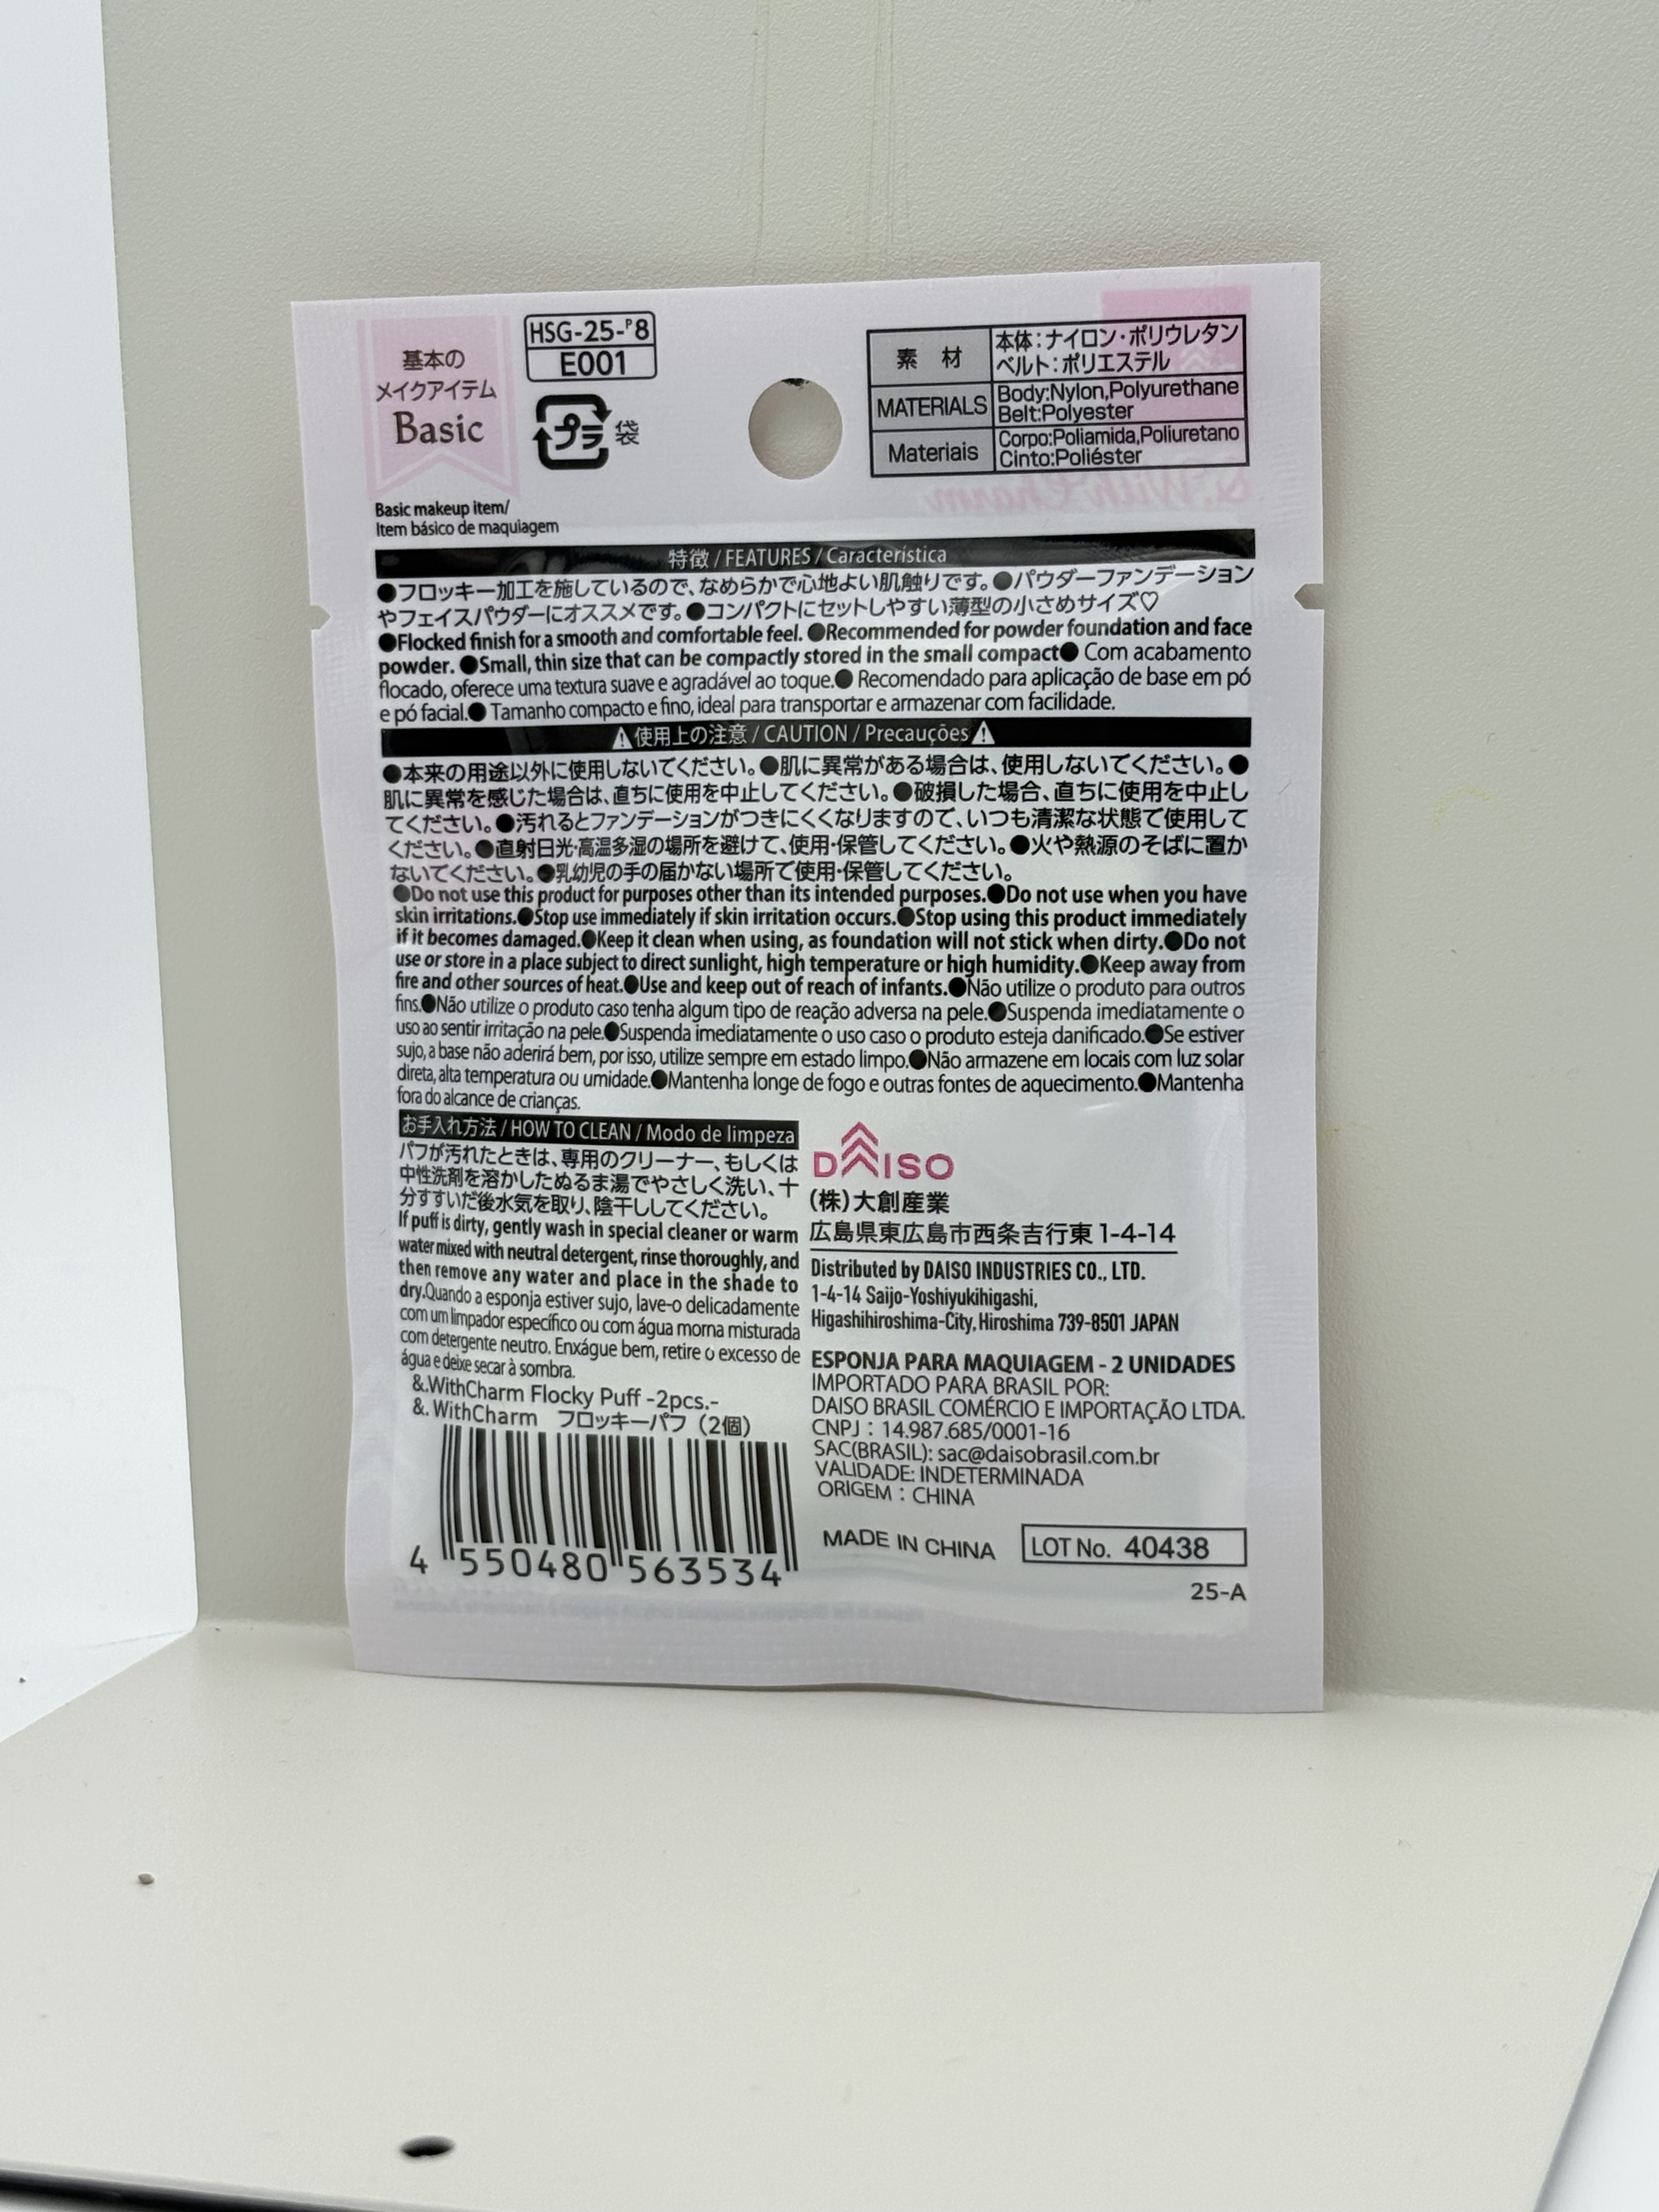 基本の
メイクアイテム
Basic
HSG-25-P8
E001
プラ 袋
素 材 本体:ナイロン・ポリウレタン
ベルト:ポリエステル
MATERIALS Body:Nylon,Polyurethane
Belt:Polyester
Materiais Corpo:Poliamida,Poliuretano
Cinto:Poliéster
Basic makeup item/
Item básico de maquiagem
特徴 / FEATURES / Característica
●フロッキー加工を施しているので、なめらかで心地よい肌触りです。●パウダーファンデーション
やフェイスパウダーにオススメです。●コンパクトにセットしやすい薄型の小さめサイズ♡
●Flocked finish for a smooth and comfortable feel. ●Recommended for powder foundation and face
powder. ●Small, thin size that can be compactly stored in the small compact● Com acabamento
flocado, oferece uma textura suave e agradável ao toque.● Recomendado para aplicação de base em pó
e pó facial.● Tamanho compacto e fino, ideal para transportar e armazenar com facilidade.
⚠使用上の注意 / CAUTION / Precauções⚠
●本来の用途以外に使用しないでください。●肌に異常がある場合は、使用しないでください。●
肌に異常を感じた場合は、直ちに使用を中止してください。●破損した場合、直ちに使用を中止し
てください。●汚れるとファンデーションがつきにくくなりますので、いつも清潔な状態で使用して
ください。●直射日光・高温多湿の場所を避けて、使用・保管してください。●火や熱源のそばに置か
ないでください。●乳幼児の手の届かない場所で使用・保管してください。
●Do not use this product for purposes other than its intended purposes.●Do not use when you have
skin irritations.●Stop use immediately if skin irritation occurs.●Stop using this product immediately
if it becomes damaged.●Keep it clean when using, as foundation will not stick when dirty.●Do not
use or store in a place subject to direct sunlight, high temperature or high humidity.●Keep away from
fire and other sources of heat.●Use and keep out of reach of infants.●Não utilize o produto para outros
fins.●Não utilize o produto caso tenha algum tipo de reação adversa na pele.●Suspenda imediatamente o
uso ao sentir irritação na pele.●Suspenda imediatamente o uso caso o produto esteja danificado.●Se estiver
sujo, a base não aderirá bem, por isso, utilize sempre em estado limpo.●Não armazene em locais com luz solar
direta, alta temperatura ou umidade.●Mantenha longe de fogo e outras fontes de aquecimento.●Mantenha
fora do alcance de crianças.
お手入れ方法 / HOW TO CLEAN / Modo de limpeza
パフが汚れたときは、専用のクリーナー、もしくは
中性洗剤を溶かしたぬるま湯でやさしく洗い、十
分すすいだ後水気を取り、陰干ししてください。
If puff is dirty, gently wash in special cleaner or warm
water mixed with neutral detergent, rinse thoroughly, and
then remove any water and place in the shade to
dry.Quando a esponja estiver sujo, lave-o delicadamente
com um limpador específico ou com água morna misturada
com detergente neutro. Enxágue bem, retire o excesso de
água e deixe secar à sombra.
&.WithCharm Flocky Puff -2pcs.-
&.WithCharm フロッキーパフ(2個)
4 550480 563534
DAISO
(株)大創産業
広島県東広島市西条吉行東1-4-14
Distributed by DAISO INDUSTRIES CO., LTD.
1-4-14 Saijo-Yoshiyukihigashi,
Higashihiroshima-City, Hiroshima 739-8501 JAPAN
ESPONJA PARA MAQUIAGEM - 2 UNIDADES
IMPORTADO PARA BRASIL POR:
DAISO BRASIL COMÉRCIO E IMPORTAÇÃO LTDA.
CNPJ : 14.987.685/0001-16
SAC(BRASIL): sac@daisobrasil.com.br
VALIDADE: INDETERMINADA
ORIGEM : CHINA
MADE IN CHINA LOT No. 40438
25-A